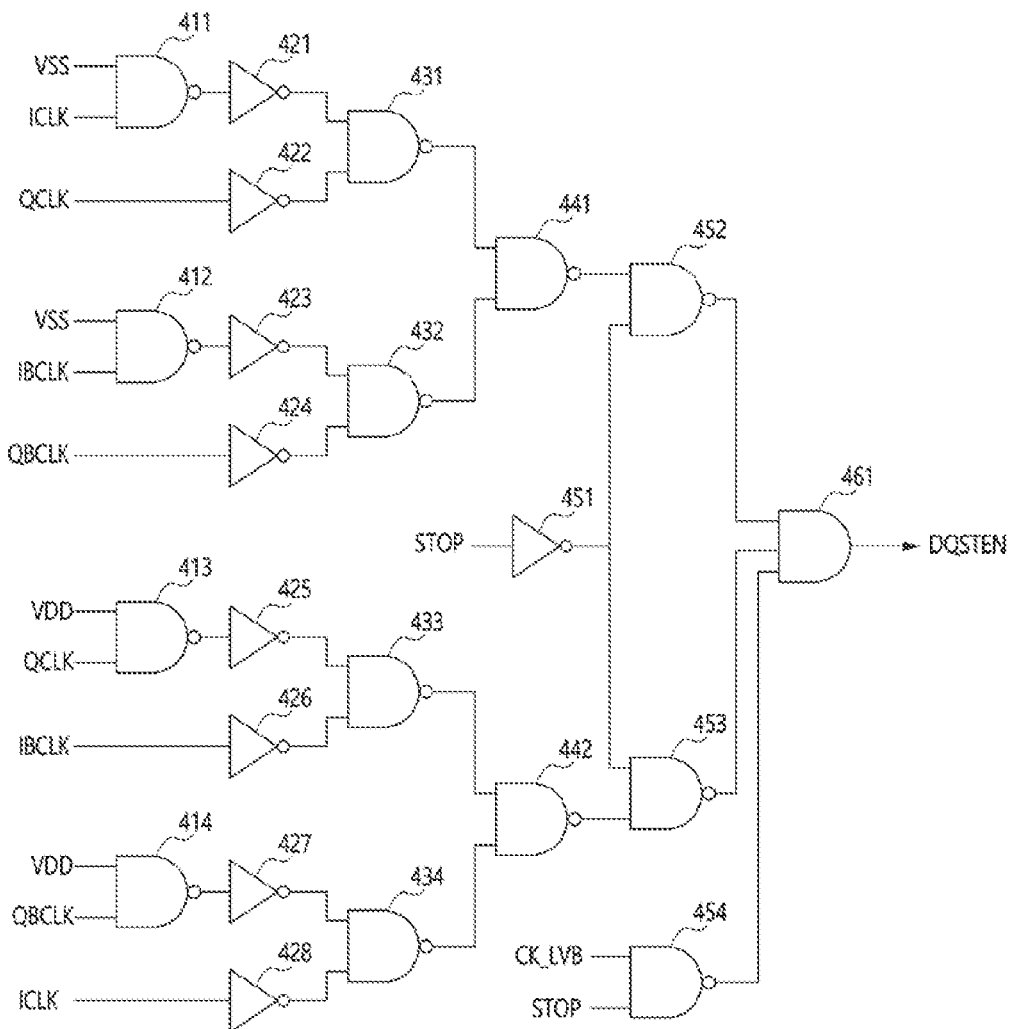 411
VSS
ICLK
421
431
422
QCLK
441
452
412
VSS
IBCLK
423
432
424
QBCLK
451
STOP
461
DQSTEN
413
VDD
QCLK
425
433
426
IBCLK
442
453
414
VDD
QBCLK
427
434
428
ICLK
454
CK_LVB
STOP